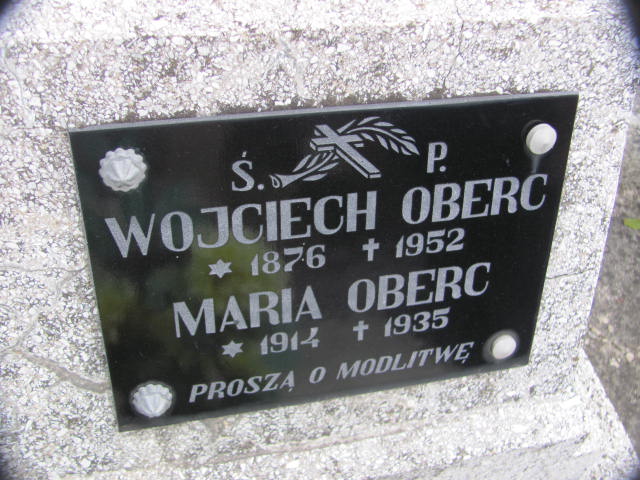 Ś. P.
WOJCIECH OBERC
* 1876 † 1952
MARIA OBERC
* 1914 † 1935
PROSZĄ O MODLITWĘ